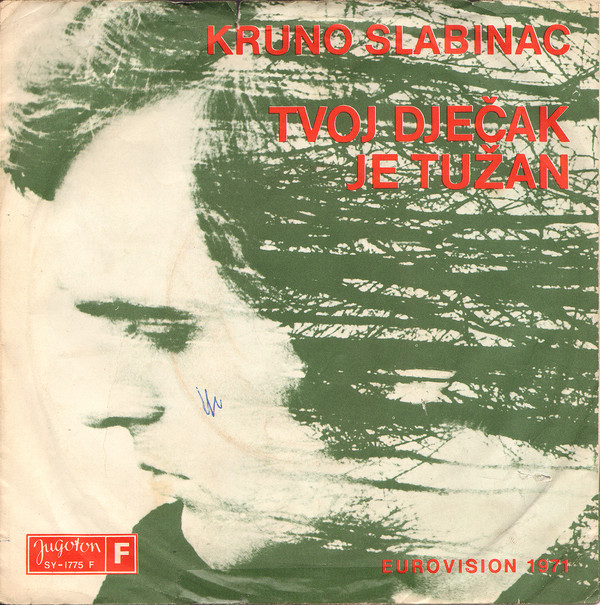 KRUNO SLABINAC
TVOJ DJEČAK
JE TUŽAN
Jugoton F
SY-1775 F
EUROVISION 1971